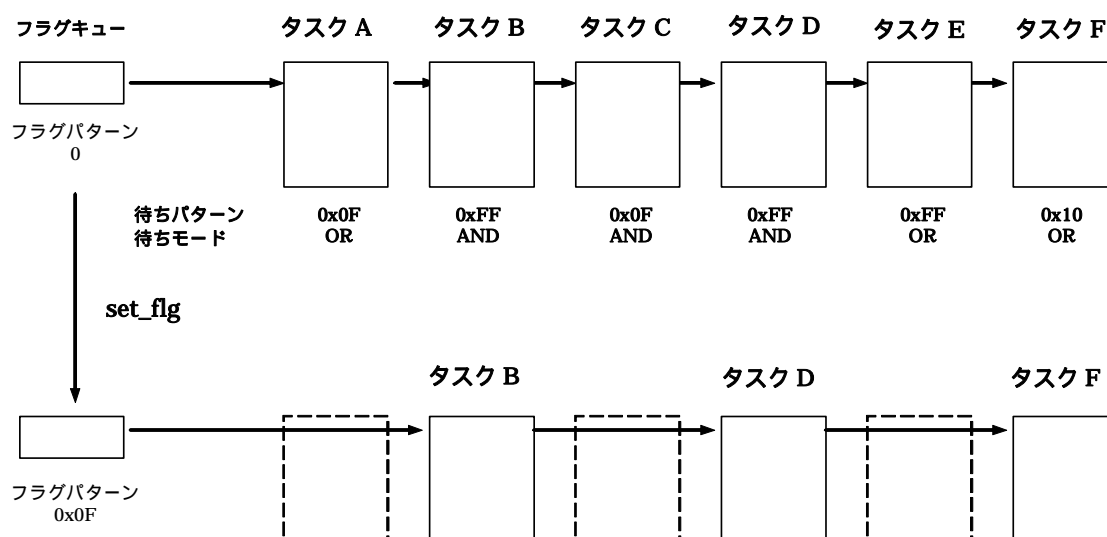 フラグキュー
タスク A
タスク B
タスク C
タスク D
タスク E
タスク F
フラグパターン
0
待ちパターン
0x0F
0xFF
0x0F
0xFF
0xFF
0x10
待ちモード
OR
AND
AND
AND
OR
OR
set_flg
タスク B
タスク D
タスク F
フラグパターン
0x0F